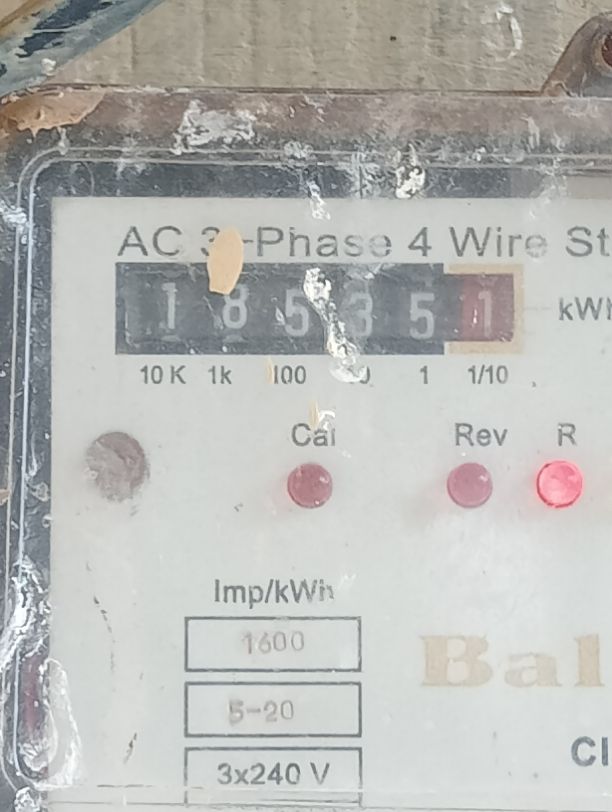 AC 3-Phase 4 Wire St
1 8 5 3 5 1 kWh
10 K 1k 100 10 1 1/10
Cal Rev R
Imp/kWh
1600
5-20
Bal
3x240 V
Cl